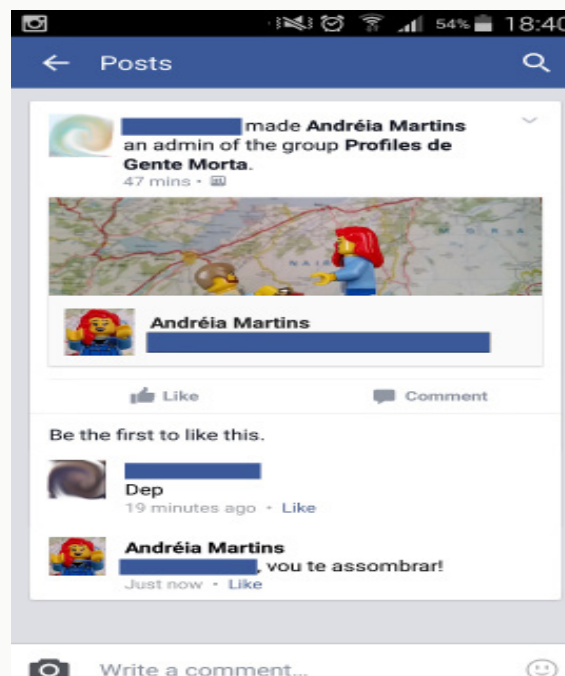 54% 18:40
Posts
made Andréia Martins
an admin of the group Profiles de
Gente Morta.
47 mins •
Andréia Martins
Like Comment
Be the first to like this.
Dep
19 minutes ago • Like
Andréia Martins
, vou te assombrar!
Just now • Like
Write a comment...